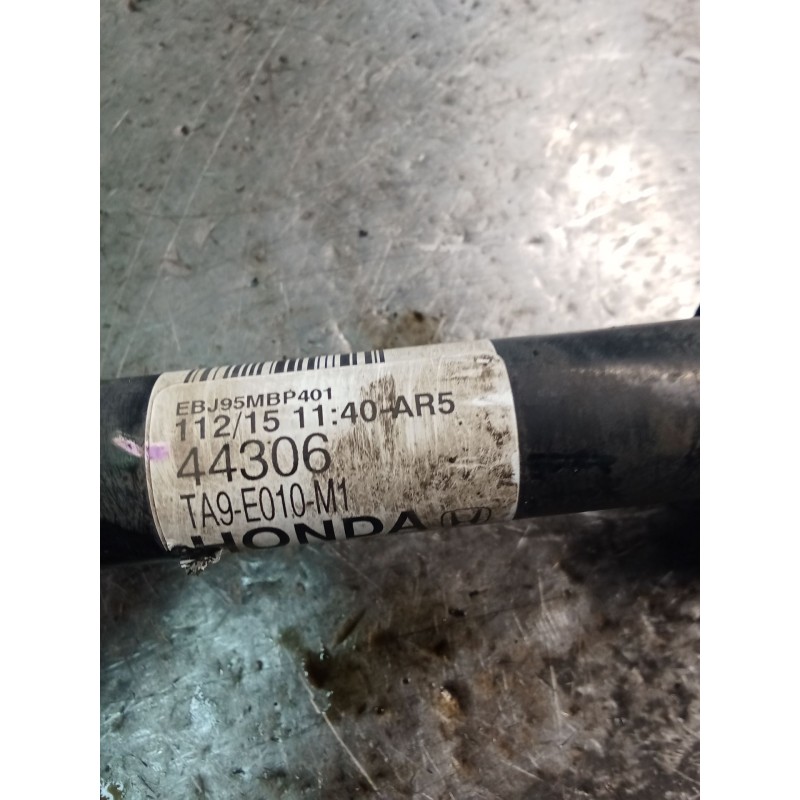 EBJ95MBP401
112/15 11:40-AR5
44306
TA9-E010-M1
HONDA